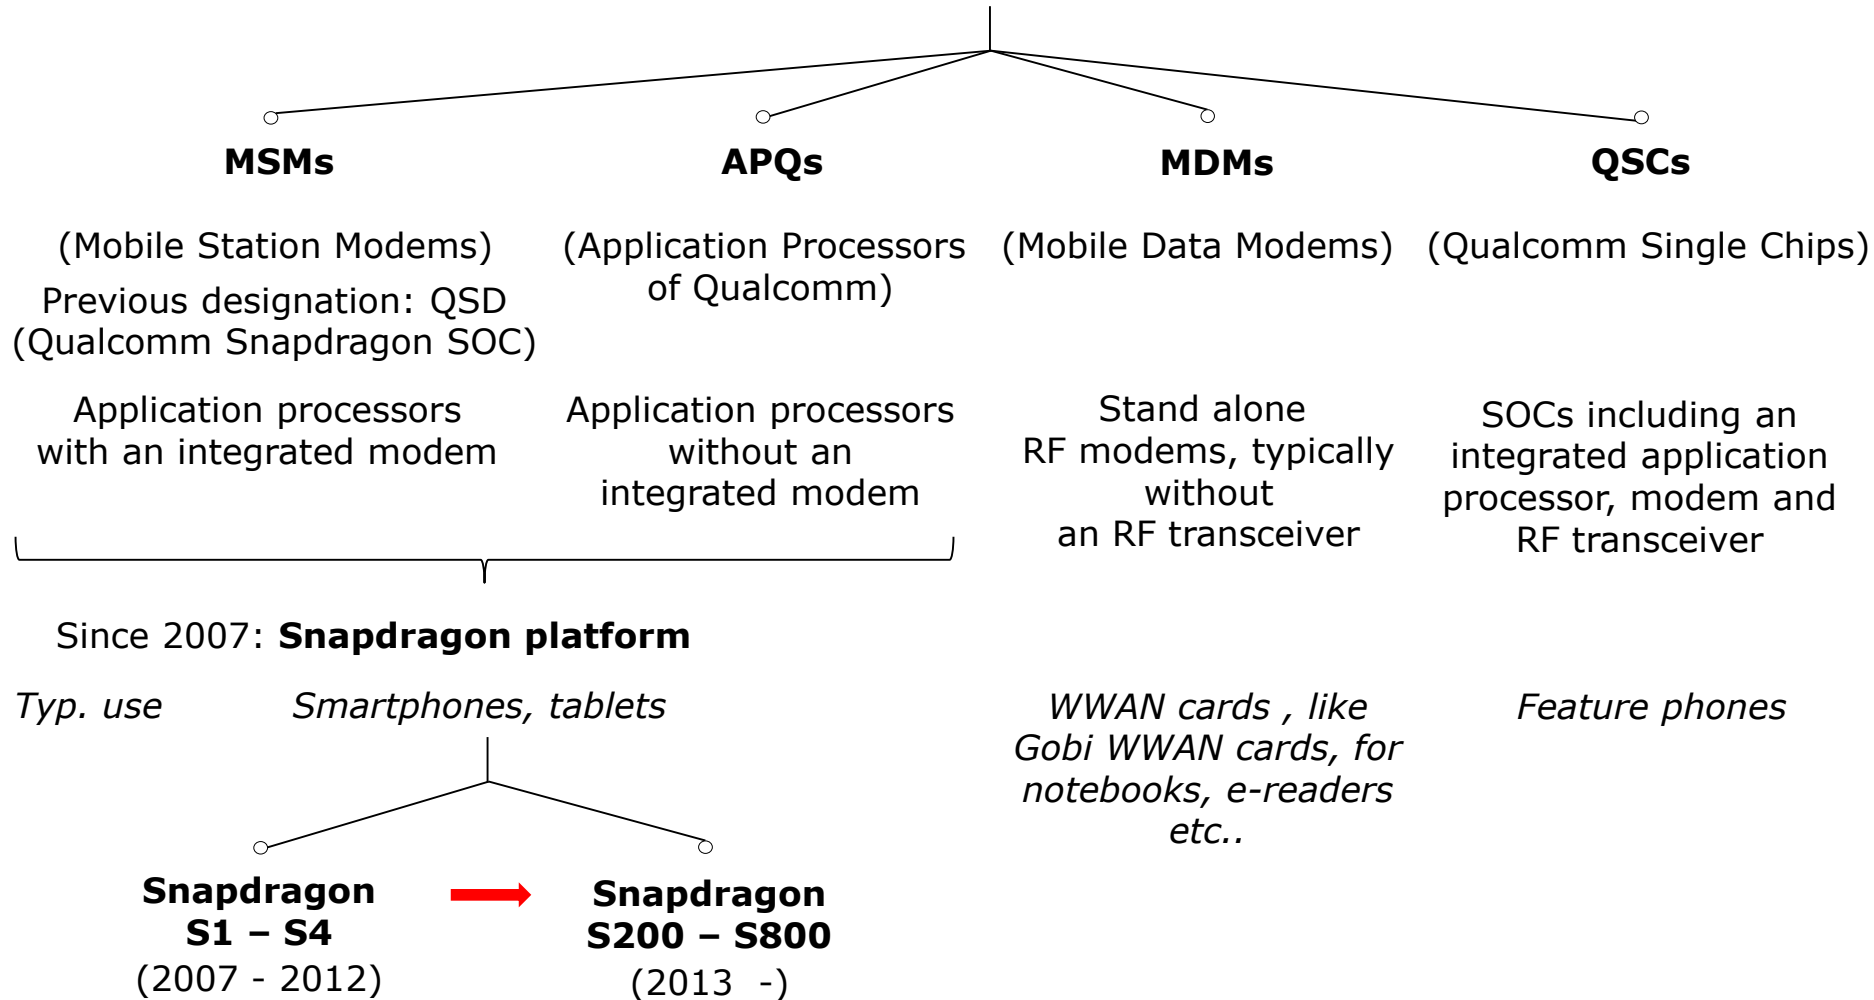 MSMs
(Mobile Station Modems)
Previous designation: QSD
(Qualcomm Snapdragon SOC)
Application processors
with an integrated modem
APQs
(Application Processors
of Qualcomm)
Application processors
without an
integrated modem
MDMs
(Mobile Data Modems)
Stand alone
RF modems, typically
without
an RF transceiver
QSCs
(Qualcomm Single Chips)
SOCs including an
integrated application
processor, modem and
RF transceiver
Since 2007: Snapdragon platform
Typ. use
Smartphones, tablets
WWAN cards , like
Gobi WWAN cards, for
notebooks, e-readers
etc..
Feature phones
Snapdragon
S1 – S4
(2007 - 2012)
Snapdragon
S200 – S800
(2013 -)